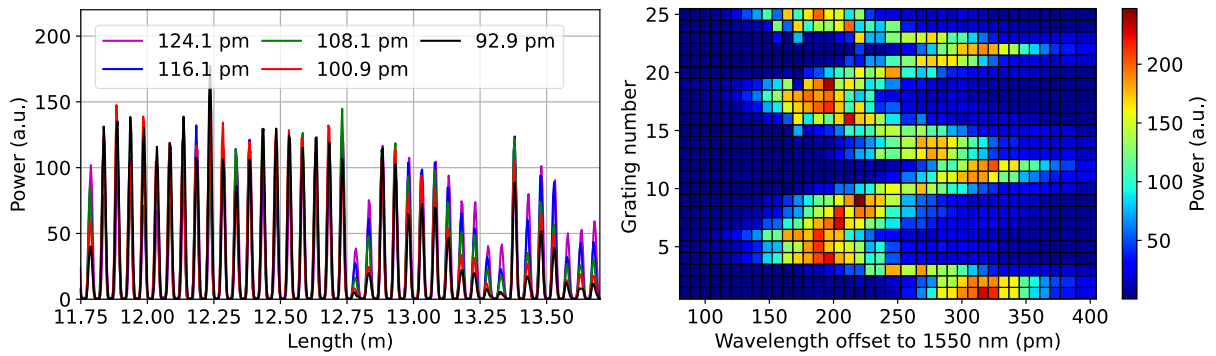 200
150
100
50
0
Power (a.u.)
124.1 pm
116.1 pm
108.1 pm
100.9 pm
92.9 pm
11.75 12.00 12.25 12.50 12.75 13.00 13.25 13.50
Length (m)
25
20
15
10
5
Grating number
100 150 200 250 300 350 400
Wavelength offset to 1550 nm (pm)
200
150
100
50
Power (a.u.)